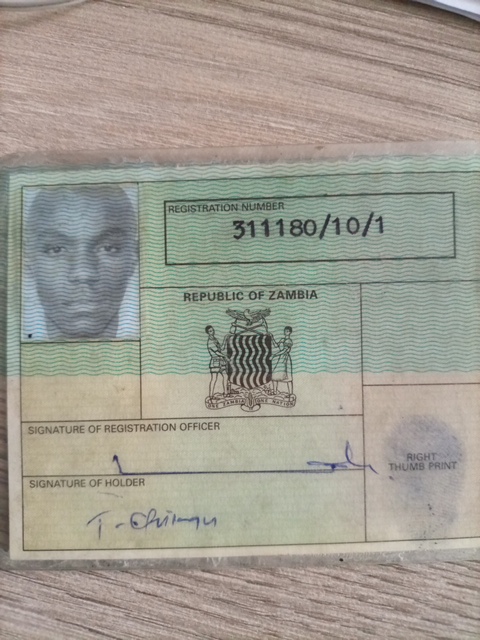 REGISTRATION NUMBER
311180/10/1
REPUBLIC OF ZAMBIA
ONE ZAMBIA ONE NATION
SIGNATURE OF REGISTRATION OFFICER
SIGNATURE OF HOLDER
RIGHT
THUMB PRINT